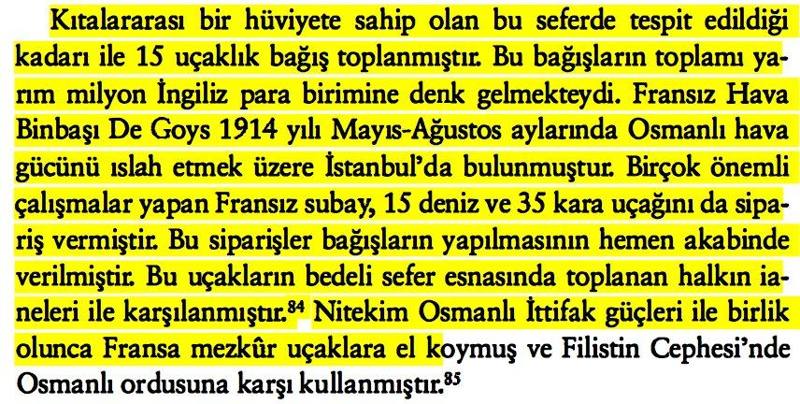 Kıtalararası bir hüviyete sahip olan bu seferde tespit edildiği
kadarı ile 15 uçaklık bağış toplanmıştır. Bu bağışların toplamı ya-
rım milyon İngiliz para birimine denk gelmekteydi. Fransız Hava
Binbaşı De Goys 1914 yılı Mayıs-Ağustos aylarında Osmanlı hava
gücünü ıslah etmek üzere İstanbul’da bulunmuştur. Birçok önemli
çalışmalar yapan Fransız subay, 15 deniz ve 35 kara uçağını da sipa-
riş vermiştir. Bu siparişler bağışların yapılmasının hemen akabinde
verilmiştir. Bu uçakların bedeli sefer esnasında toplanan halkın ia-
neleri ile karşılanmıştır.⁸⁴ Nitekim Osmanlı İttifak güçleri ile birlik
olunca Fransa mezkûr uçaklara el koymuş ve Filistin Cephesi’nde
Osmanlı ordusuna karşı kullanmıştır.⁸⁵